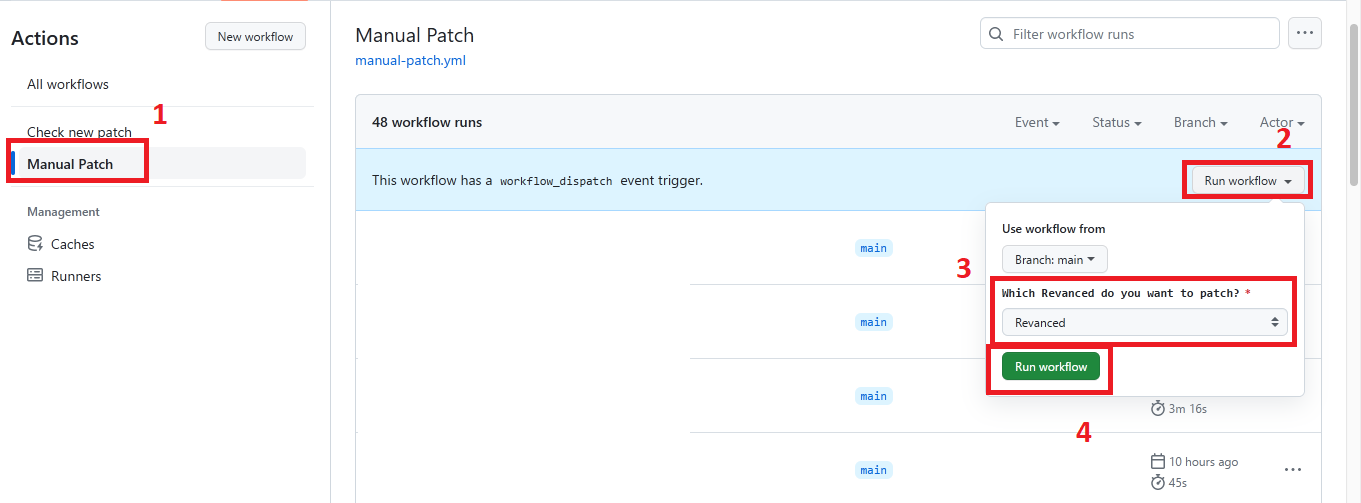 Actions
New workflow
All workflows
1
Check new patch
Manual Patch
Management
Caches
Runners
Manual Patch
manual-patch.yml
Filter workflow runs
48 workflow runs
Event
Status
Branch
Actor
2
This workflow has a workflow_dispatch event trigger.
Run workflow
Use workflow from
Branch: main
3
Which Revanced do you want to patch? *
Revanced
Run workflow
4
main
main
main
3m 16s
main
10 hours ago
45s